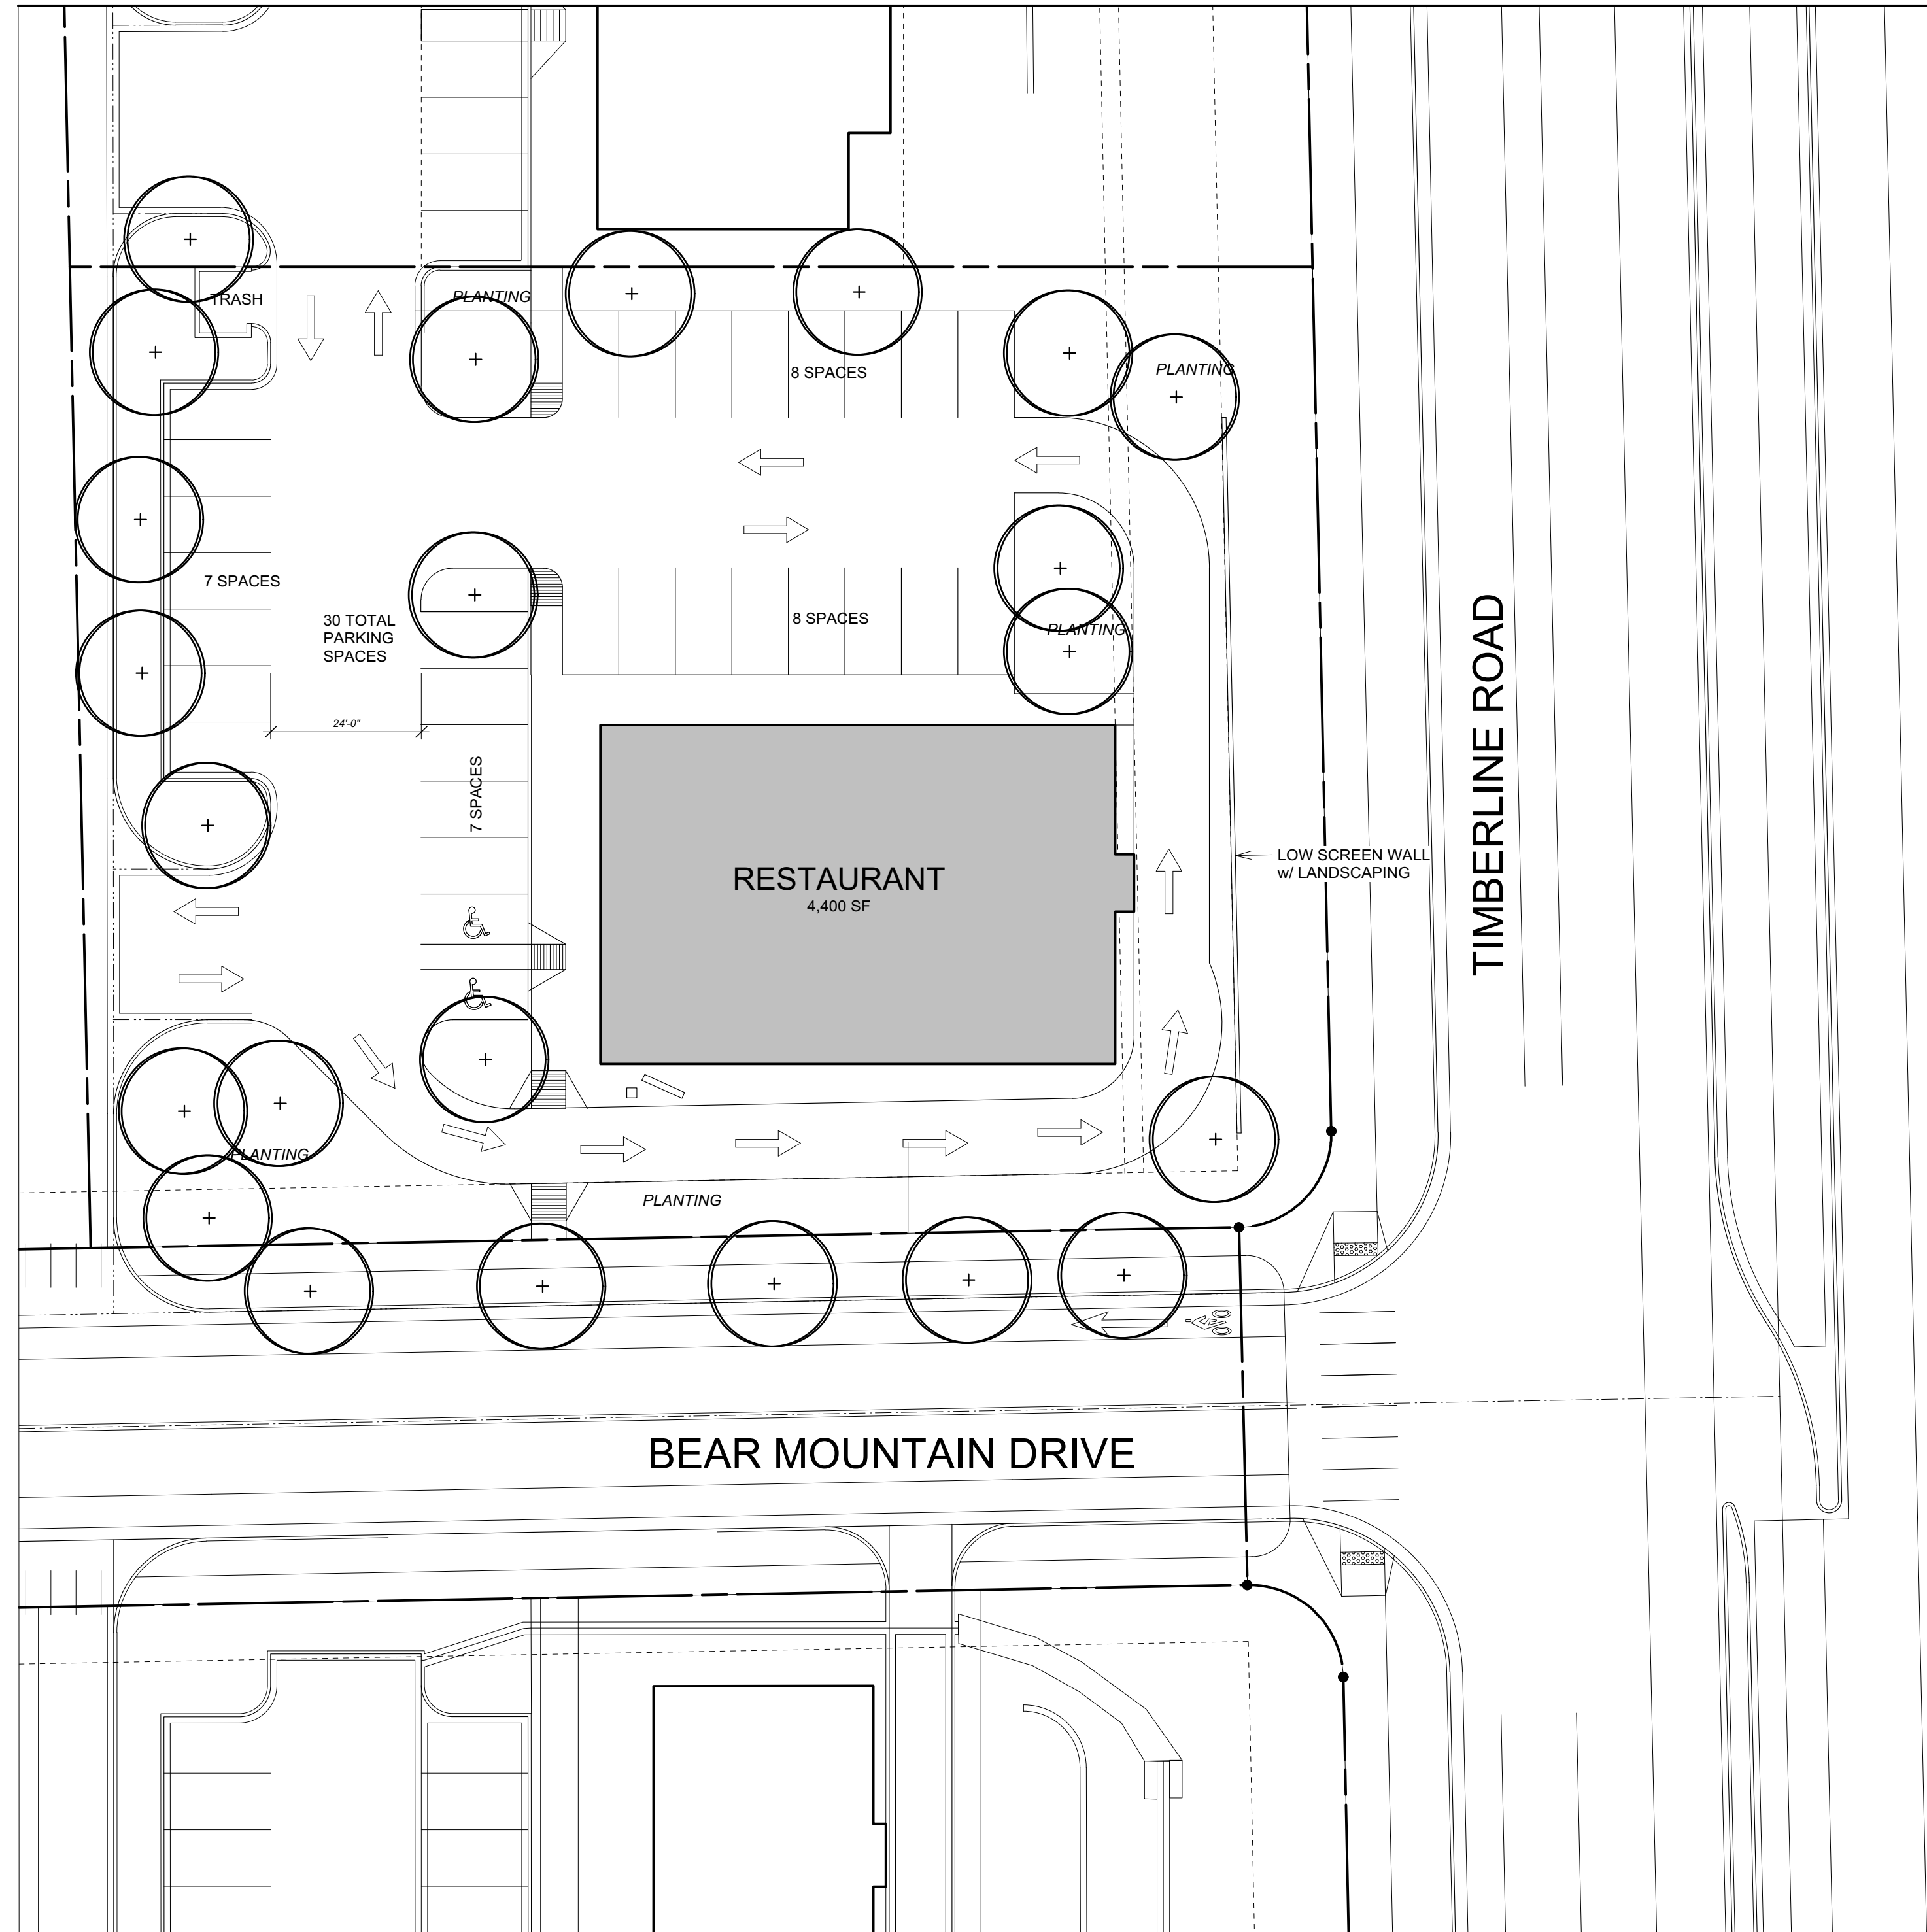 TRASH
PLANTING
8 SPACES
PLANTING
7 SPACES
30 TOTAL
PARKING
SPACES
8 SPACES
PLANTING
24'-0"
7 SPACES
RESTAURANT
4,400 SF
LOW SCREEN WALL
w/ LANDSCAPING
TIMBERLINE ROAD
PLANTING
PLANTING
BEAR MOUNTAIN DRIVE